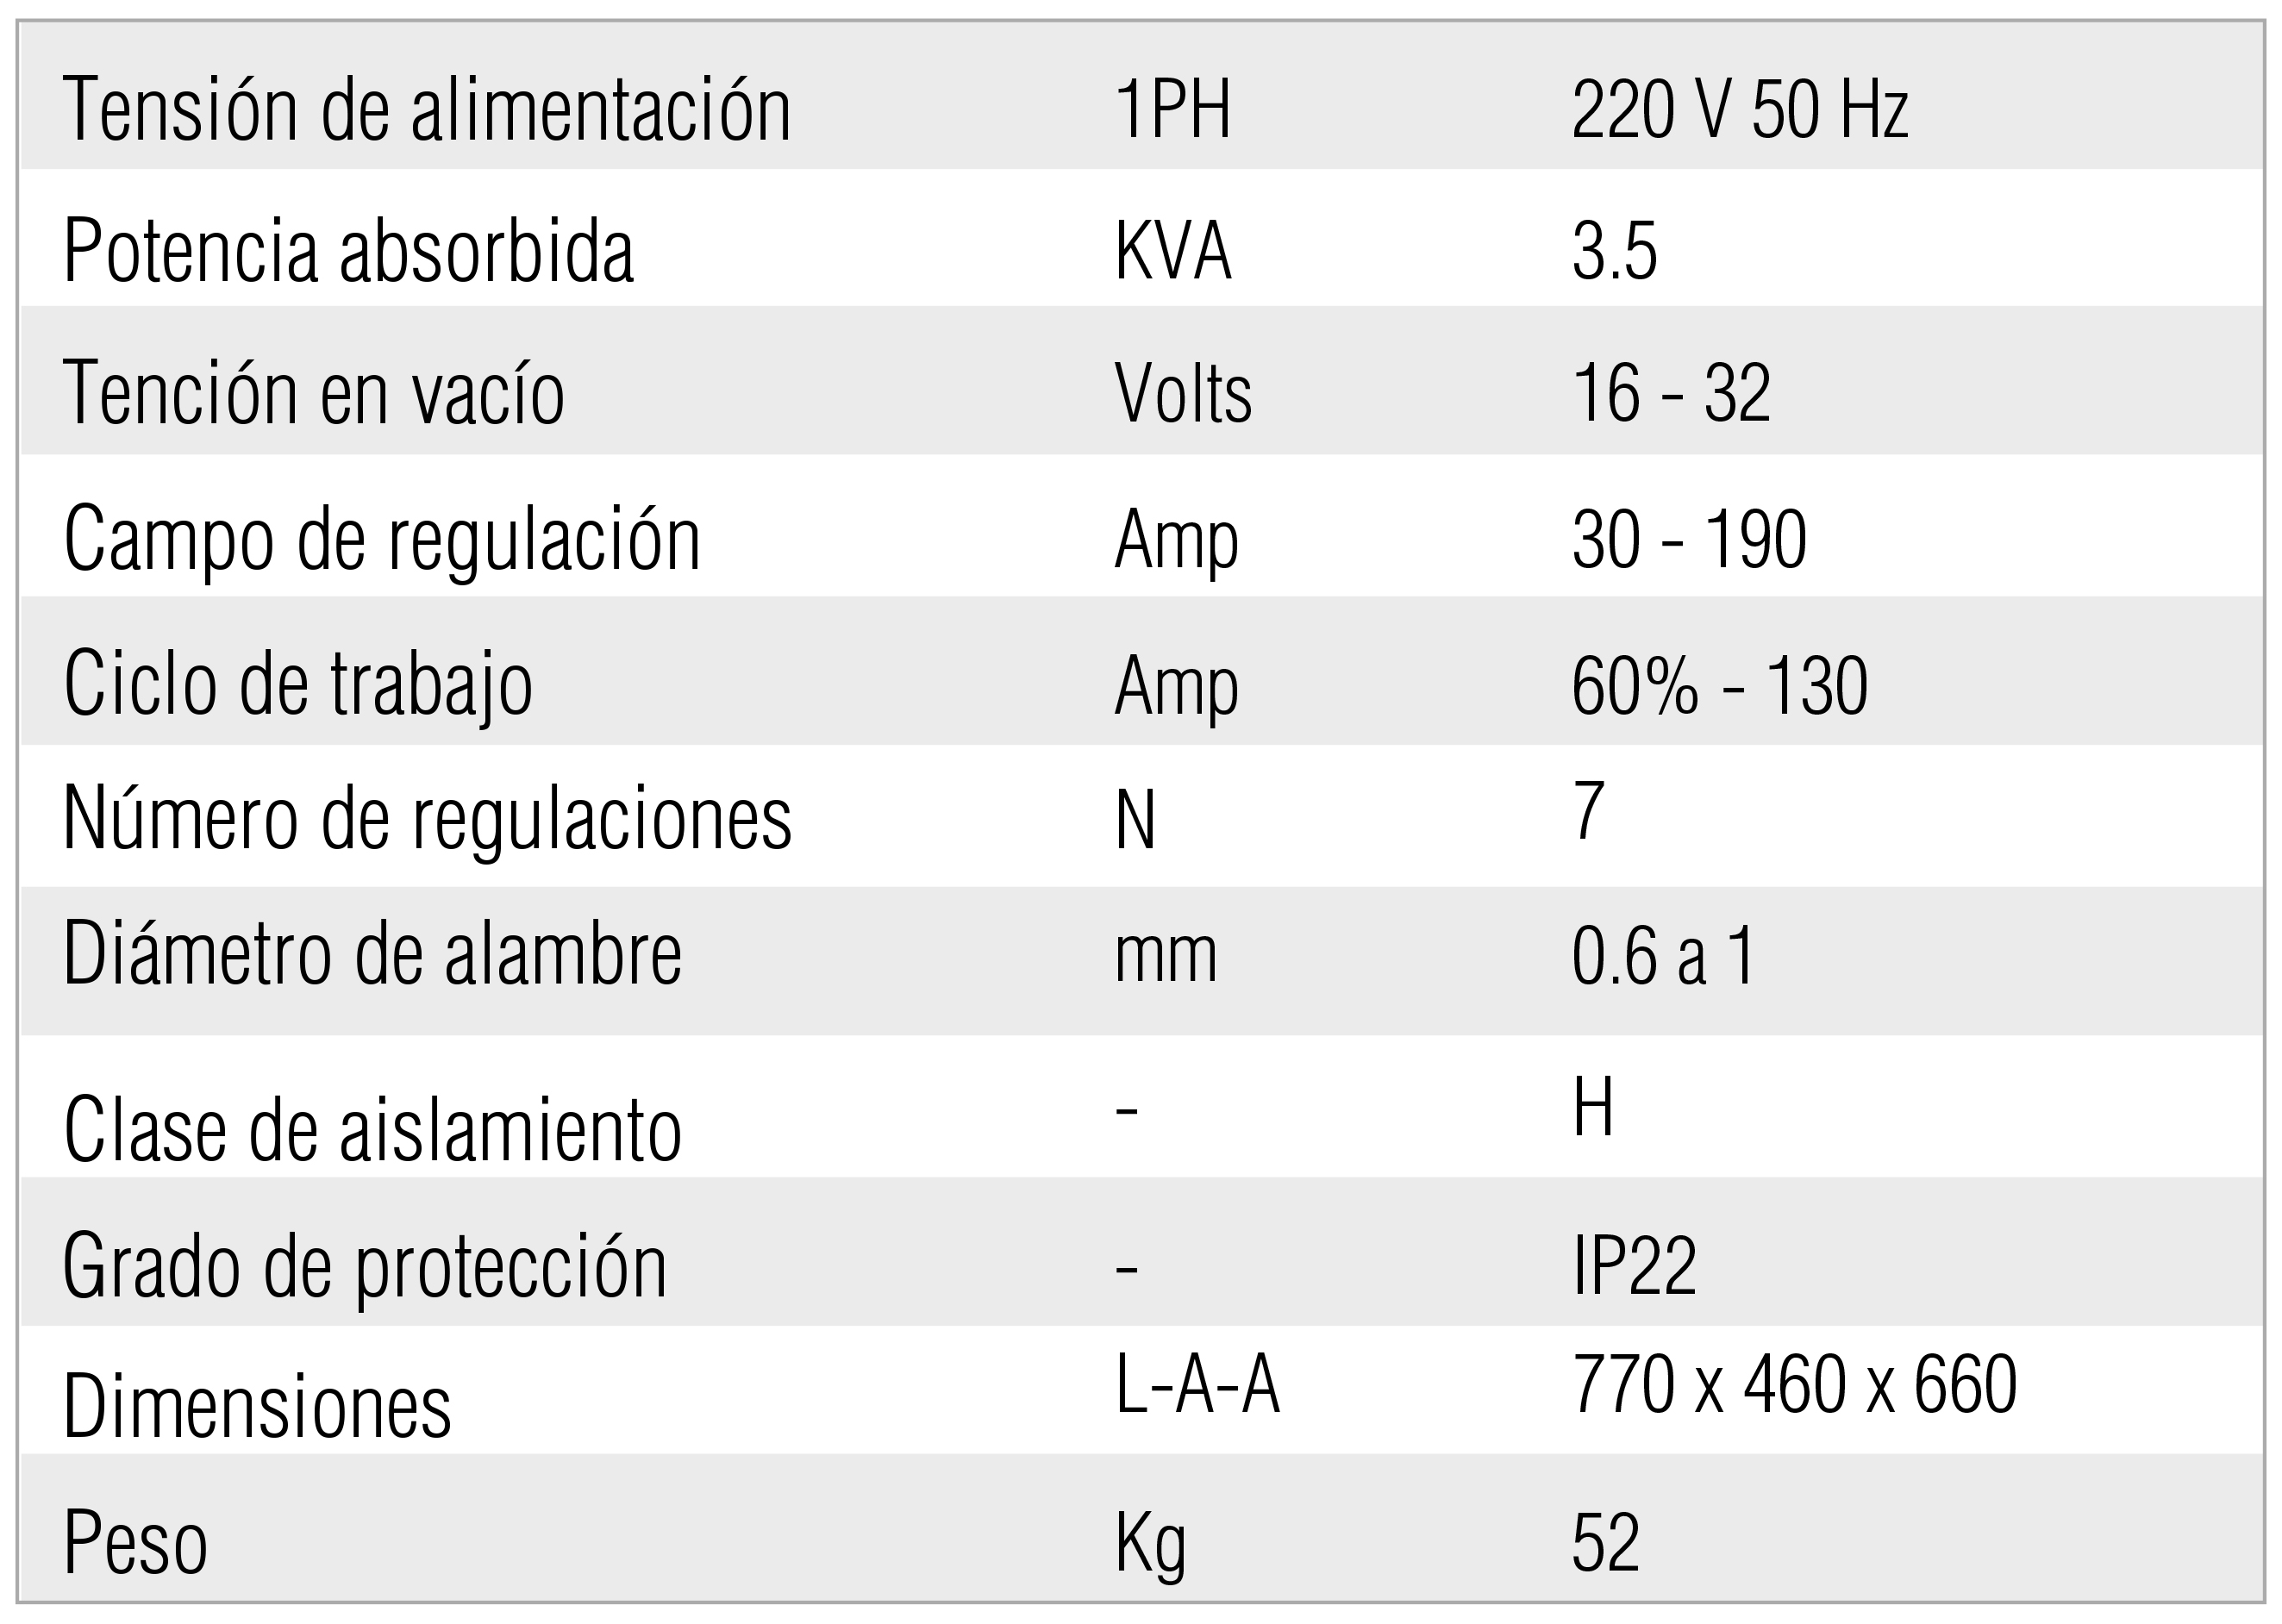 Tensión de alimentación 1PH 220 V 50 Hz
Potencia absorbida KVA 3.5
Tención en vacío Volts 16 - 32
Campo de regulación Amp 30 - 190
Ciclo de trabajo Amp 60% - 130
Número de regulaciones N 7
Diámetro de alambre mm 0.6 a 1
Clase de aislamiento - H
Grado de protección - IP22
Dimensiones L-A-A 770 x 460 x 660
Peso Kg 52